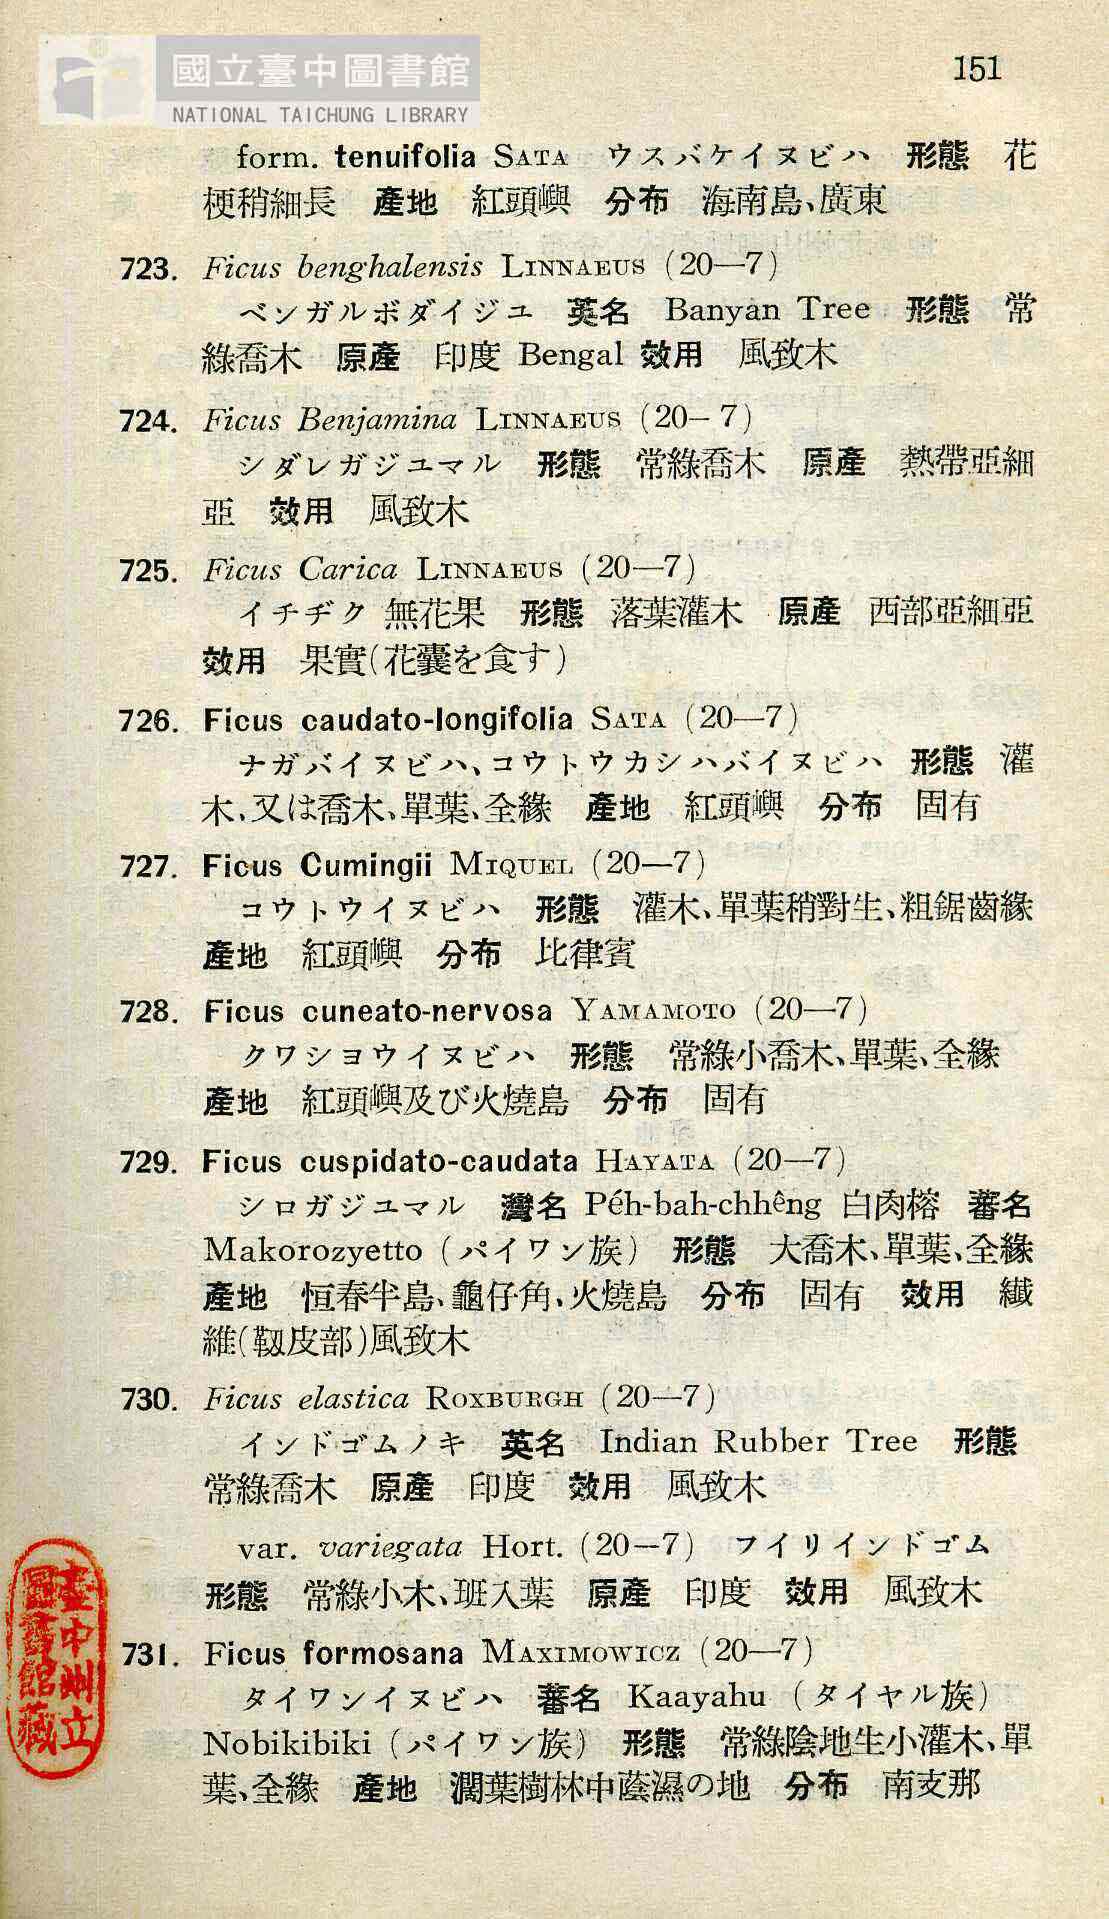 國立臺中圖書館
NATIONAL TAICHUNG LIBRARY
151
form. tenuifolia SATA ウスバケイヌビハ 形態 花
梗稍細長 產地 紅頭嶼 分布 海南島、廣東
723. Ficus benghalensis LINNAEUS (20—7)
ベンガルボダイジユ 英名 Banyan Tree 形態 常
綠喬木 原產 印度 Bengal 效用 風致木
724. Ficus Benjamina LINNAEUS (20–7)
シダレガジユマル 形態 常綠喬木 原產 熱帶亞細
亞 效用 風致木
725. Ficus Carica LINNAEUS (20—7)
イチヂク 無花果 形態 落葉灌木 原產 西部亞細亞
效用 果實(花囊を食す)
726. Ficus caudato-longifolia SATA (20—7)
ナガバイヌビハ、コウトウカシハバイヌビハ 形態 灌
木、又は喬木、單葉、全緣 產地 紅頭嶼 分布 固有
727. Ficus Cumingii MIQUEL (20—7)
コウトウイヌビハ 形態 灌木、單葉稍對生、粗鋸齒緣
產地 紅頭嶼 分布 比律賓
728. Ficus cuneato-nervosa YAMAMOTO (20—7)
クワシヨウイヌビハ 形態 常綠小喬木、單葉、全緣
產地 紅頭嶼及び火燒島 分布 固有
729. Ficus cuspidato-caudata HAYATA (20—7)
シロガジユマル 灣名 Péh-bah-chhêng 白肉榕 蕃名
Makorozyetto (パイワン族) 形態 大喬木、單葉、全緣
產地 恒春半島、龜仔角、火燒島 分布 固有 效用 纖
維(靱皮部)風致木
730. Ficus elastica ROXBURGH (20—7)
インドゴムノキ 英名 Indian Rubber Tree 形態
常綠喬木 原產 印度 效用 風致木
var. variegata Hort. (20—7) フイリインドゴム
形態 常綠小木、斑入葉 原產 印度 效用 風致木
731. Ficus formosana MAXIMOWICZ (20—7)
タイワンイヌビハ 蕃名 Kaayahu (タイヤル族)
Nobikibiki (パイワン族) 形態 常綠陰地生小灌木、單
葉、全緣 產地 濶葉樹林中蔭濕の地 分布 南支那
臺中州立
圖書館藏